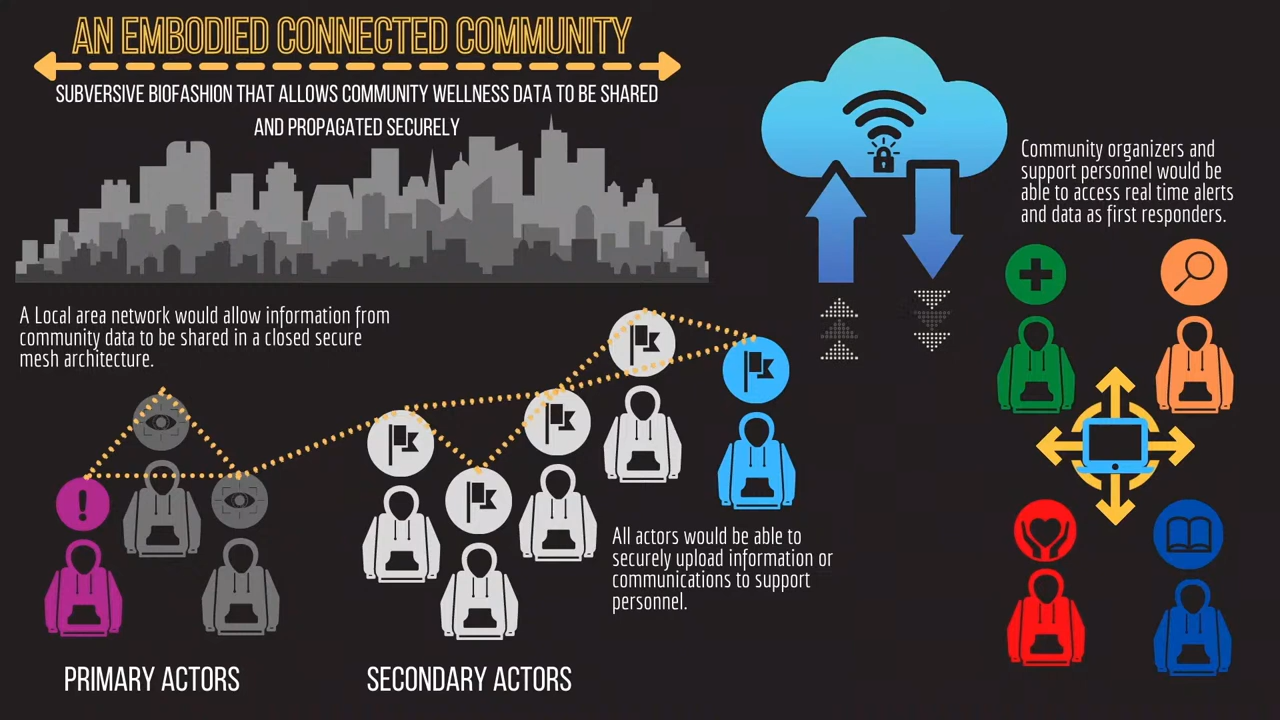 AN EMBODIED CONNECTED COMMUNITY
SUBVERSIVE BIOFASHION THAT ALLOWS COMMUNITY WELLNESS DATA TO BE SHARED
AND PROPAGATED SECURELY
Community organizers and
support personnel would be
able to access real time alerts
and data as first responders.
A Local area network would allow information from
community data to be shared in a closed secure
mesh architecture.
All actors would be able to
securely upload information or
communications to support
personnel.
PRIMARY ACTORS
SECONDARY ACTORS